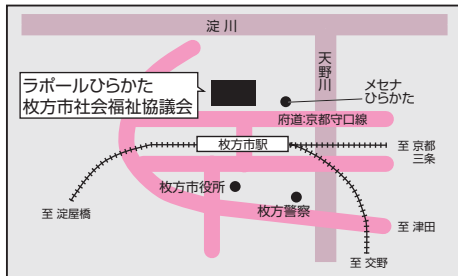 淀川
天野川
ラポールひらかた
枚方市社会福祉協議会
メセナ
ひらかた
府道:京都守口線
枚方市駅
至 京都
三条
枚方市役所
枚方警察
至 淀屋橋
至 津田
至 交野